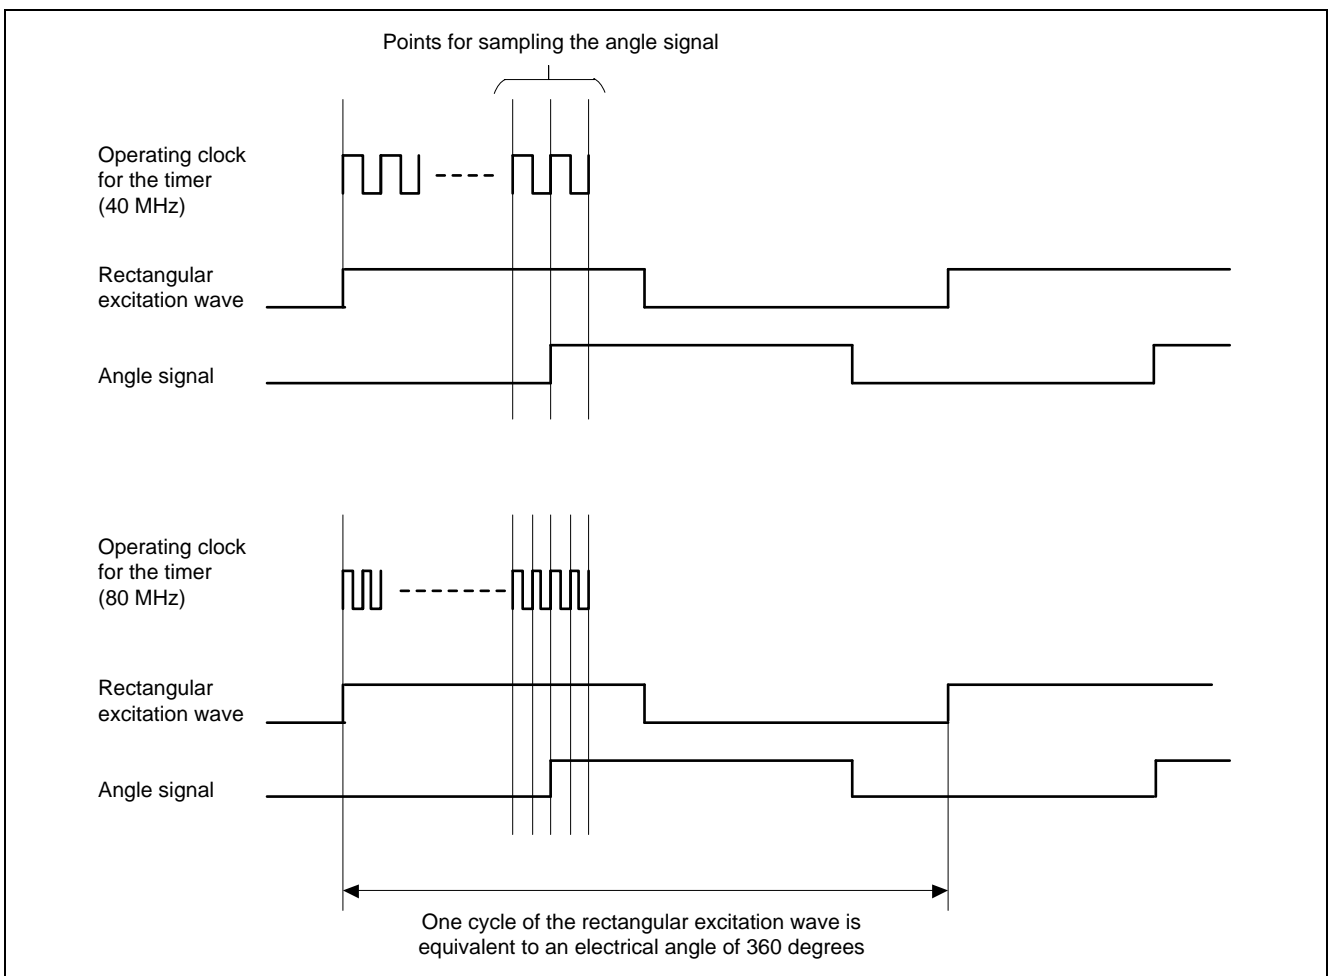 Points for sampling the angle signal
Operating clock
for the timer
(40 MHz)
Rectangular
excitation wave
Angle signal
Operating clock
for the timer
(80 MHz)
Rectangular
excitation wave
Angle signal
One cycle of the rectangular excitation wave is
equivalent to an electrical angle of 360 degrees